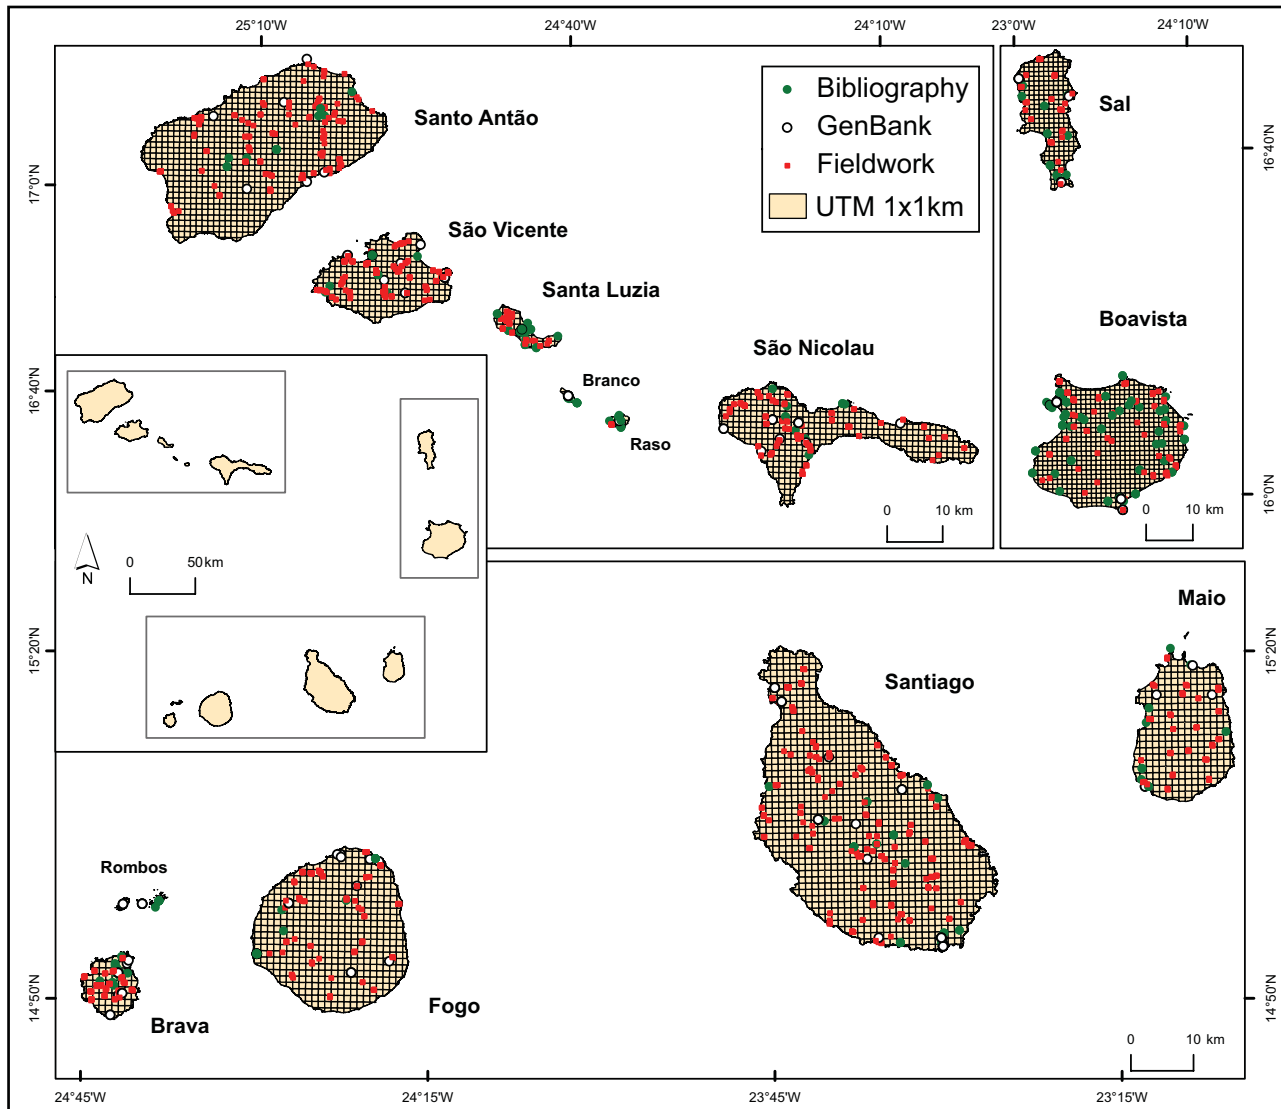 25°10'W
24°40'W
24°10'W
23°0'W
24°10'W
Santo Antão
Bibliography
GenBank
Fieldwork
UTM 1x1km
Sal
16°40'N
17°0'N
São Vicente
Santa Luzia
Boavista
São Nicolau
16°40'N
Branco
Raso
16°0'N
0 10 km
0 10 km
0 50 km
N
Maio
15°20'N
15°20'N
Santiago
Rombos
14°50'N
14°50'N
Fogo
Brava
0 10 km
24°45'W
24°15'W
23°45'W
23°15'W